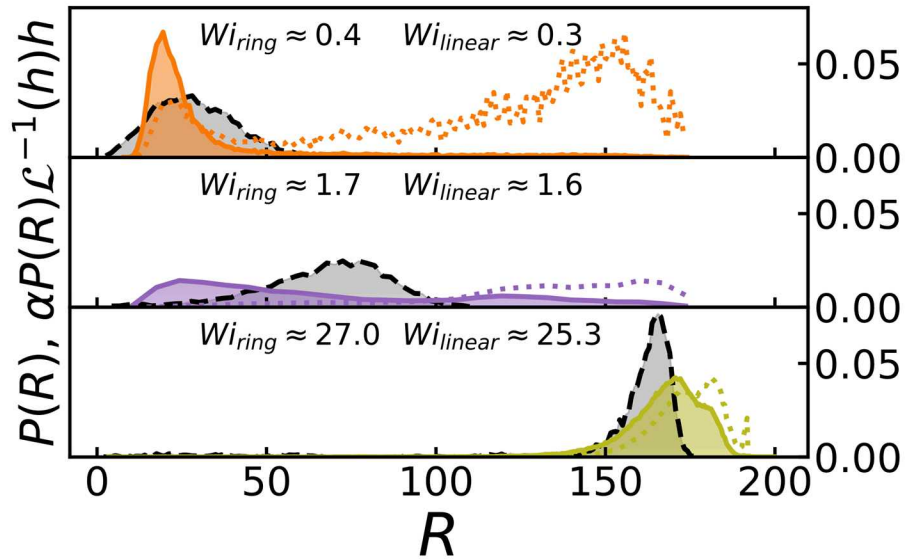 P(R), αP(R)ℒ⁻¹(h)h
Wi_ring ≈ 0.4 Wi_linear ≈ 0.3
0.05
0.00
Wi_ring ≈ 1.7 Wi_linear ≈ 1.6
0.05
0.00
Wi_ring ≈ 27.0 Wi_linear ≈ 25.3
0.05
0.00
0 50 100 150 200
R